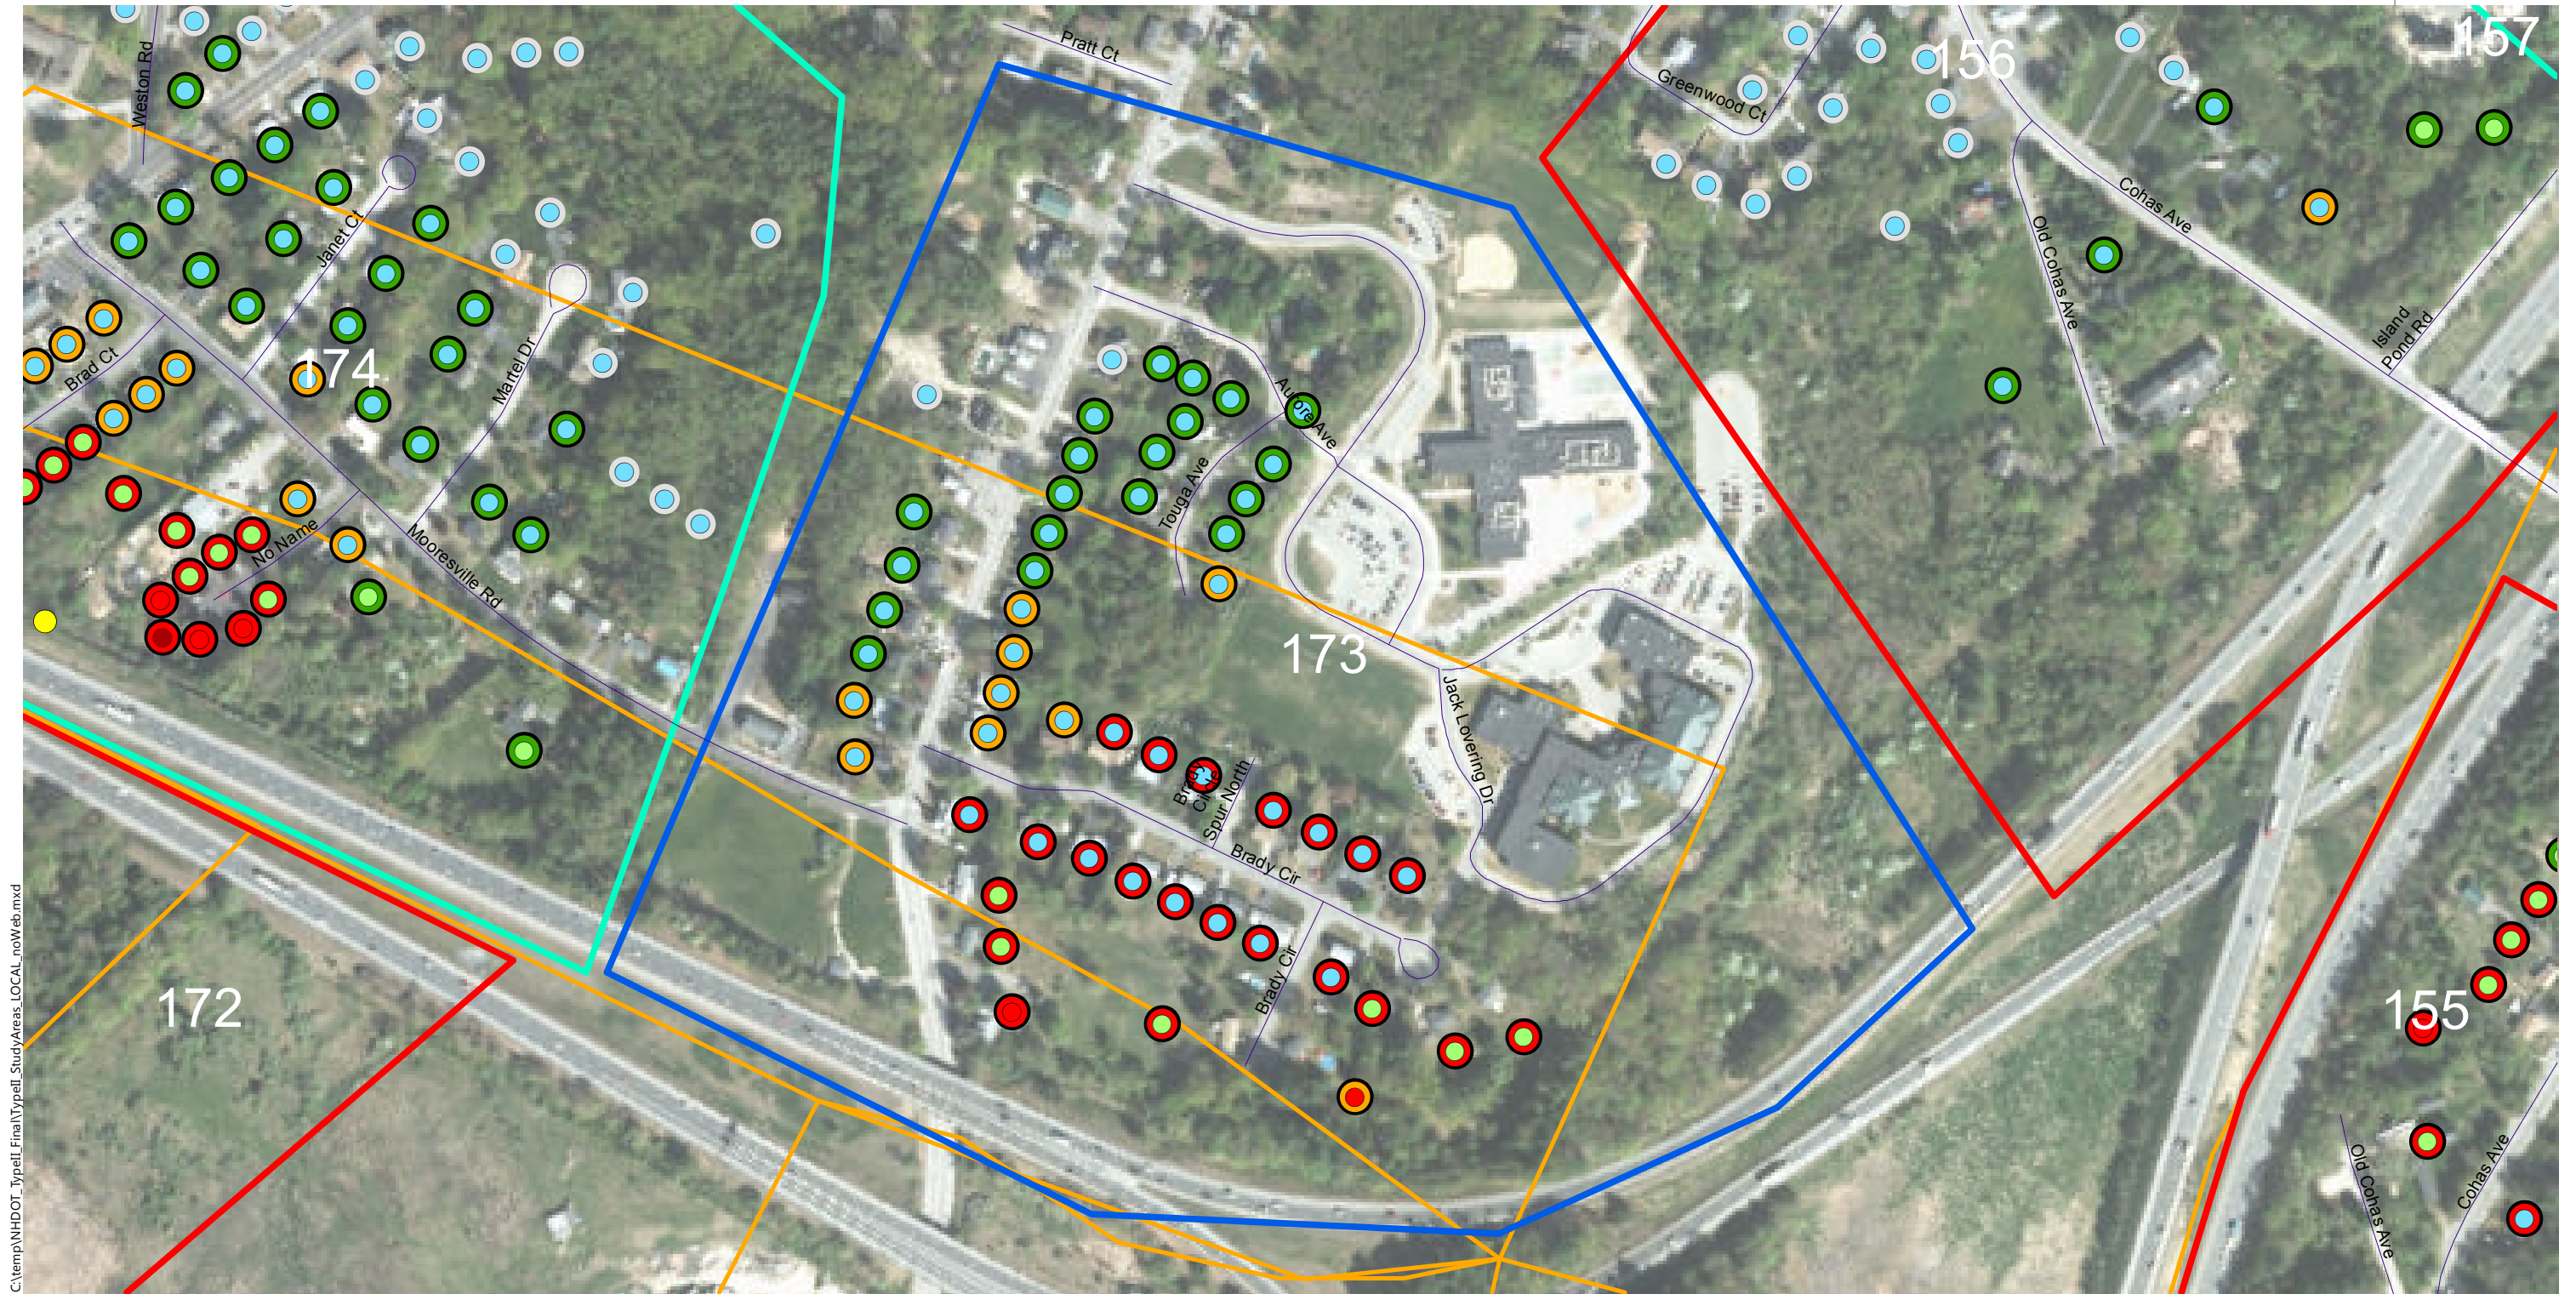 Weston Rd
Pratt Ct
Greenwood Ct
156
157
Cohas Ave
Old Cohas Ave
Island
Pond Rd
Janet Ct
Martel Dr
174
Brad Ct
No Name
Mooresville Rd
Aurore Ave
Touga Ave
173
Jack Lovering Dr
Brady
Circle
Spur North
Brady Cir
Brady Cir
172
155
Old Cohas Ave
Cohas Ave
C:\temp\NHDOT_TypeII_Final\TypeII_StudyAreas_LOCAL_noWeb.mxd